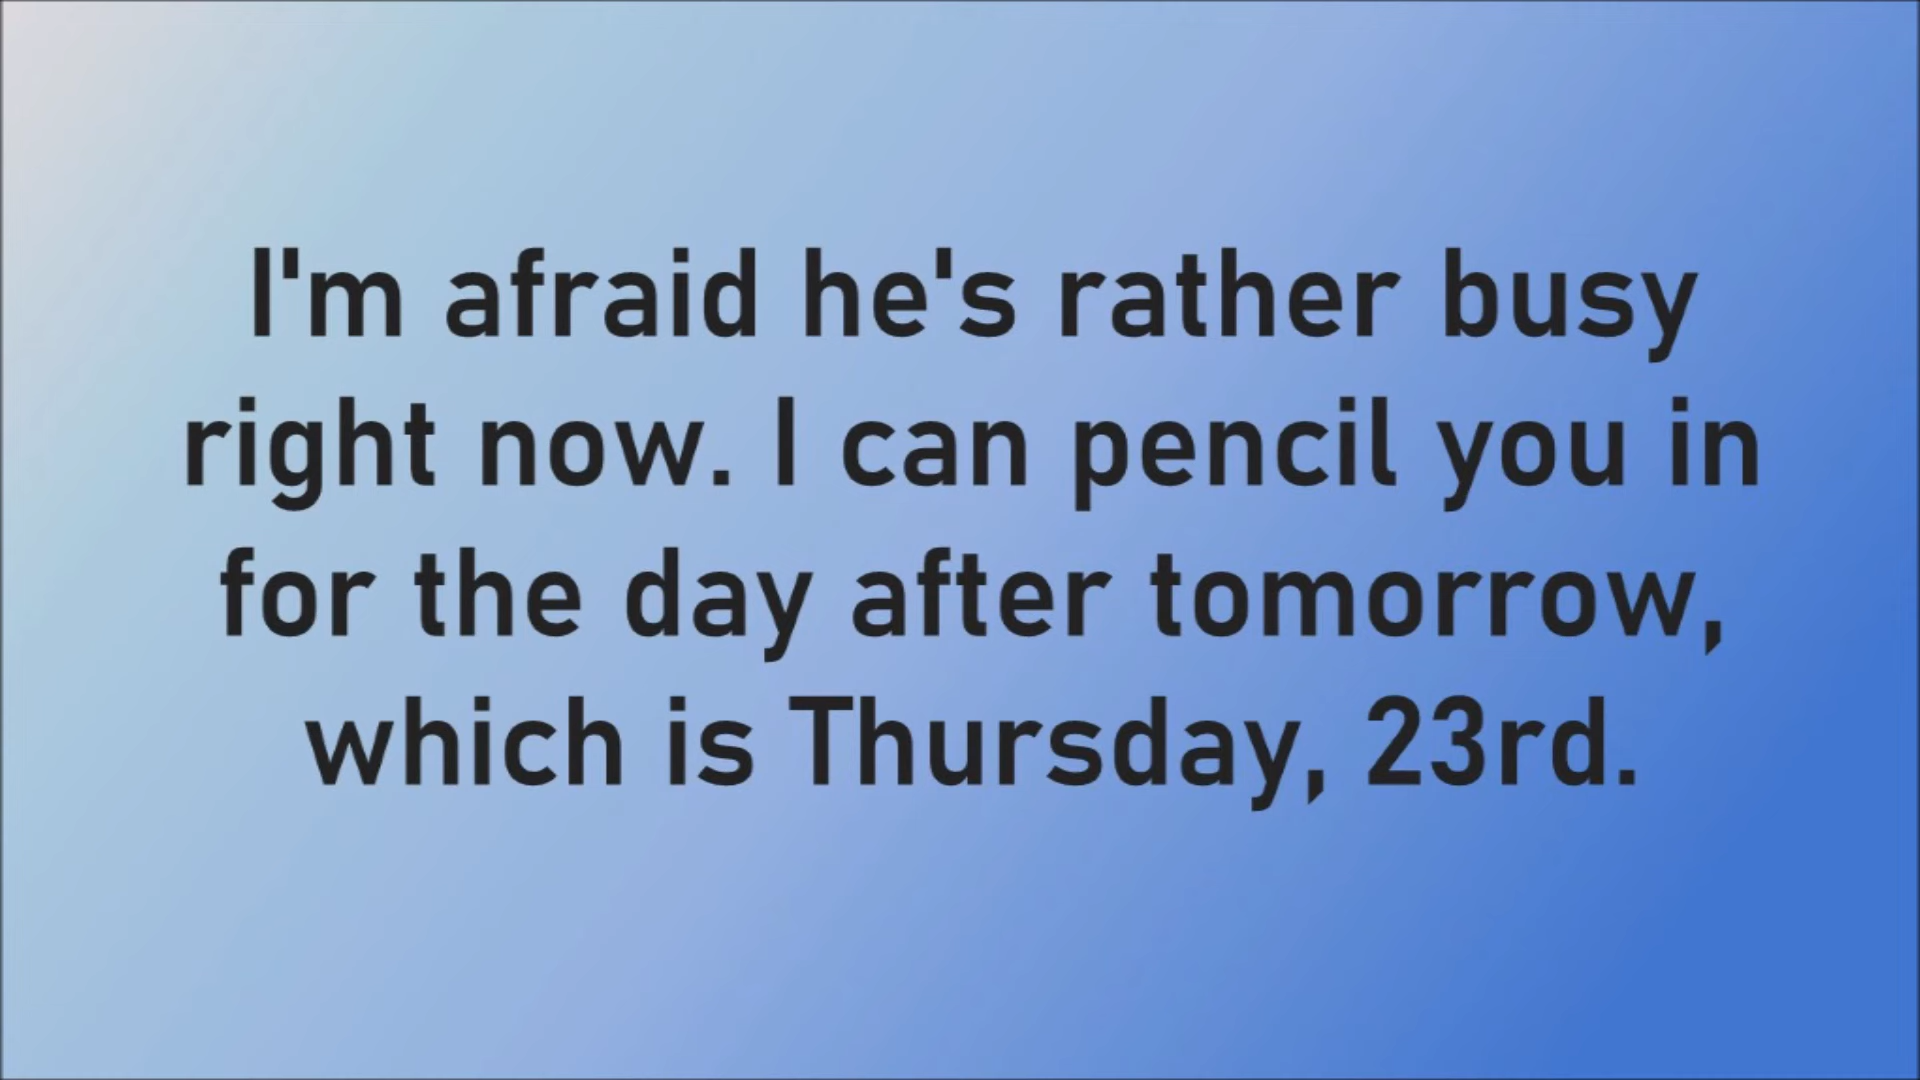 I'm afraid he's rather busy
right now. I can pencil you in
for the day after tomorrow,
which is Thursday, 23rd.